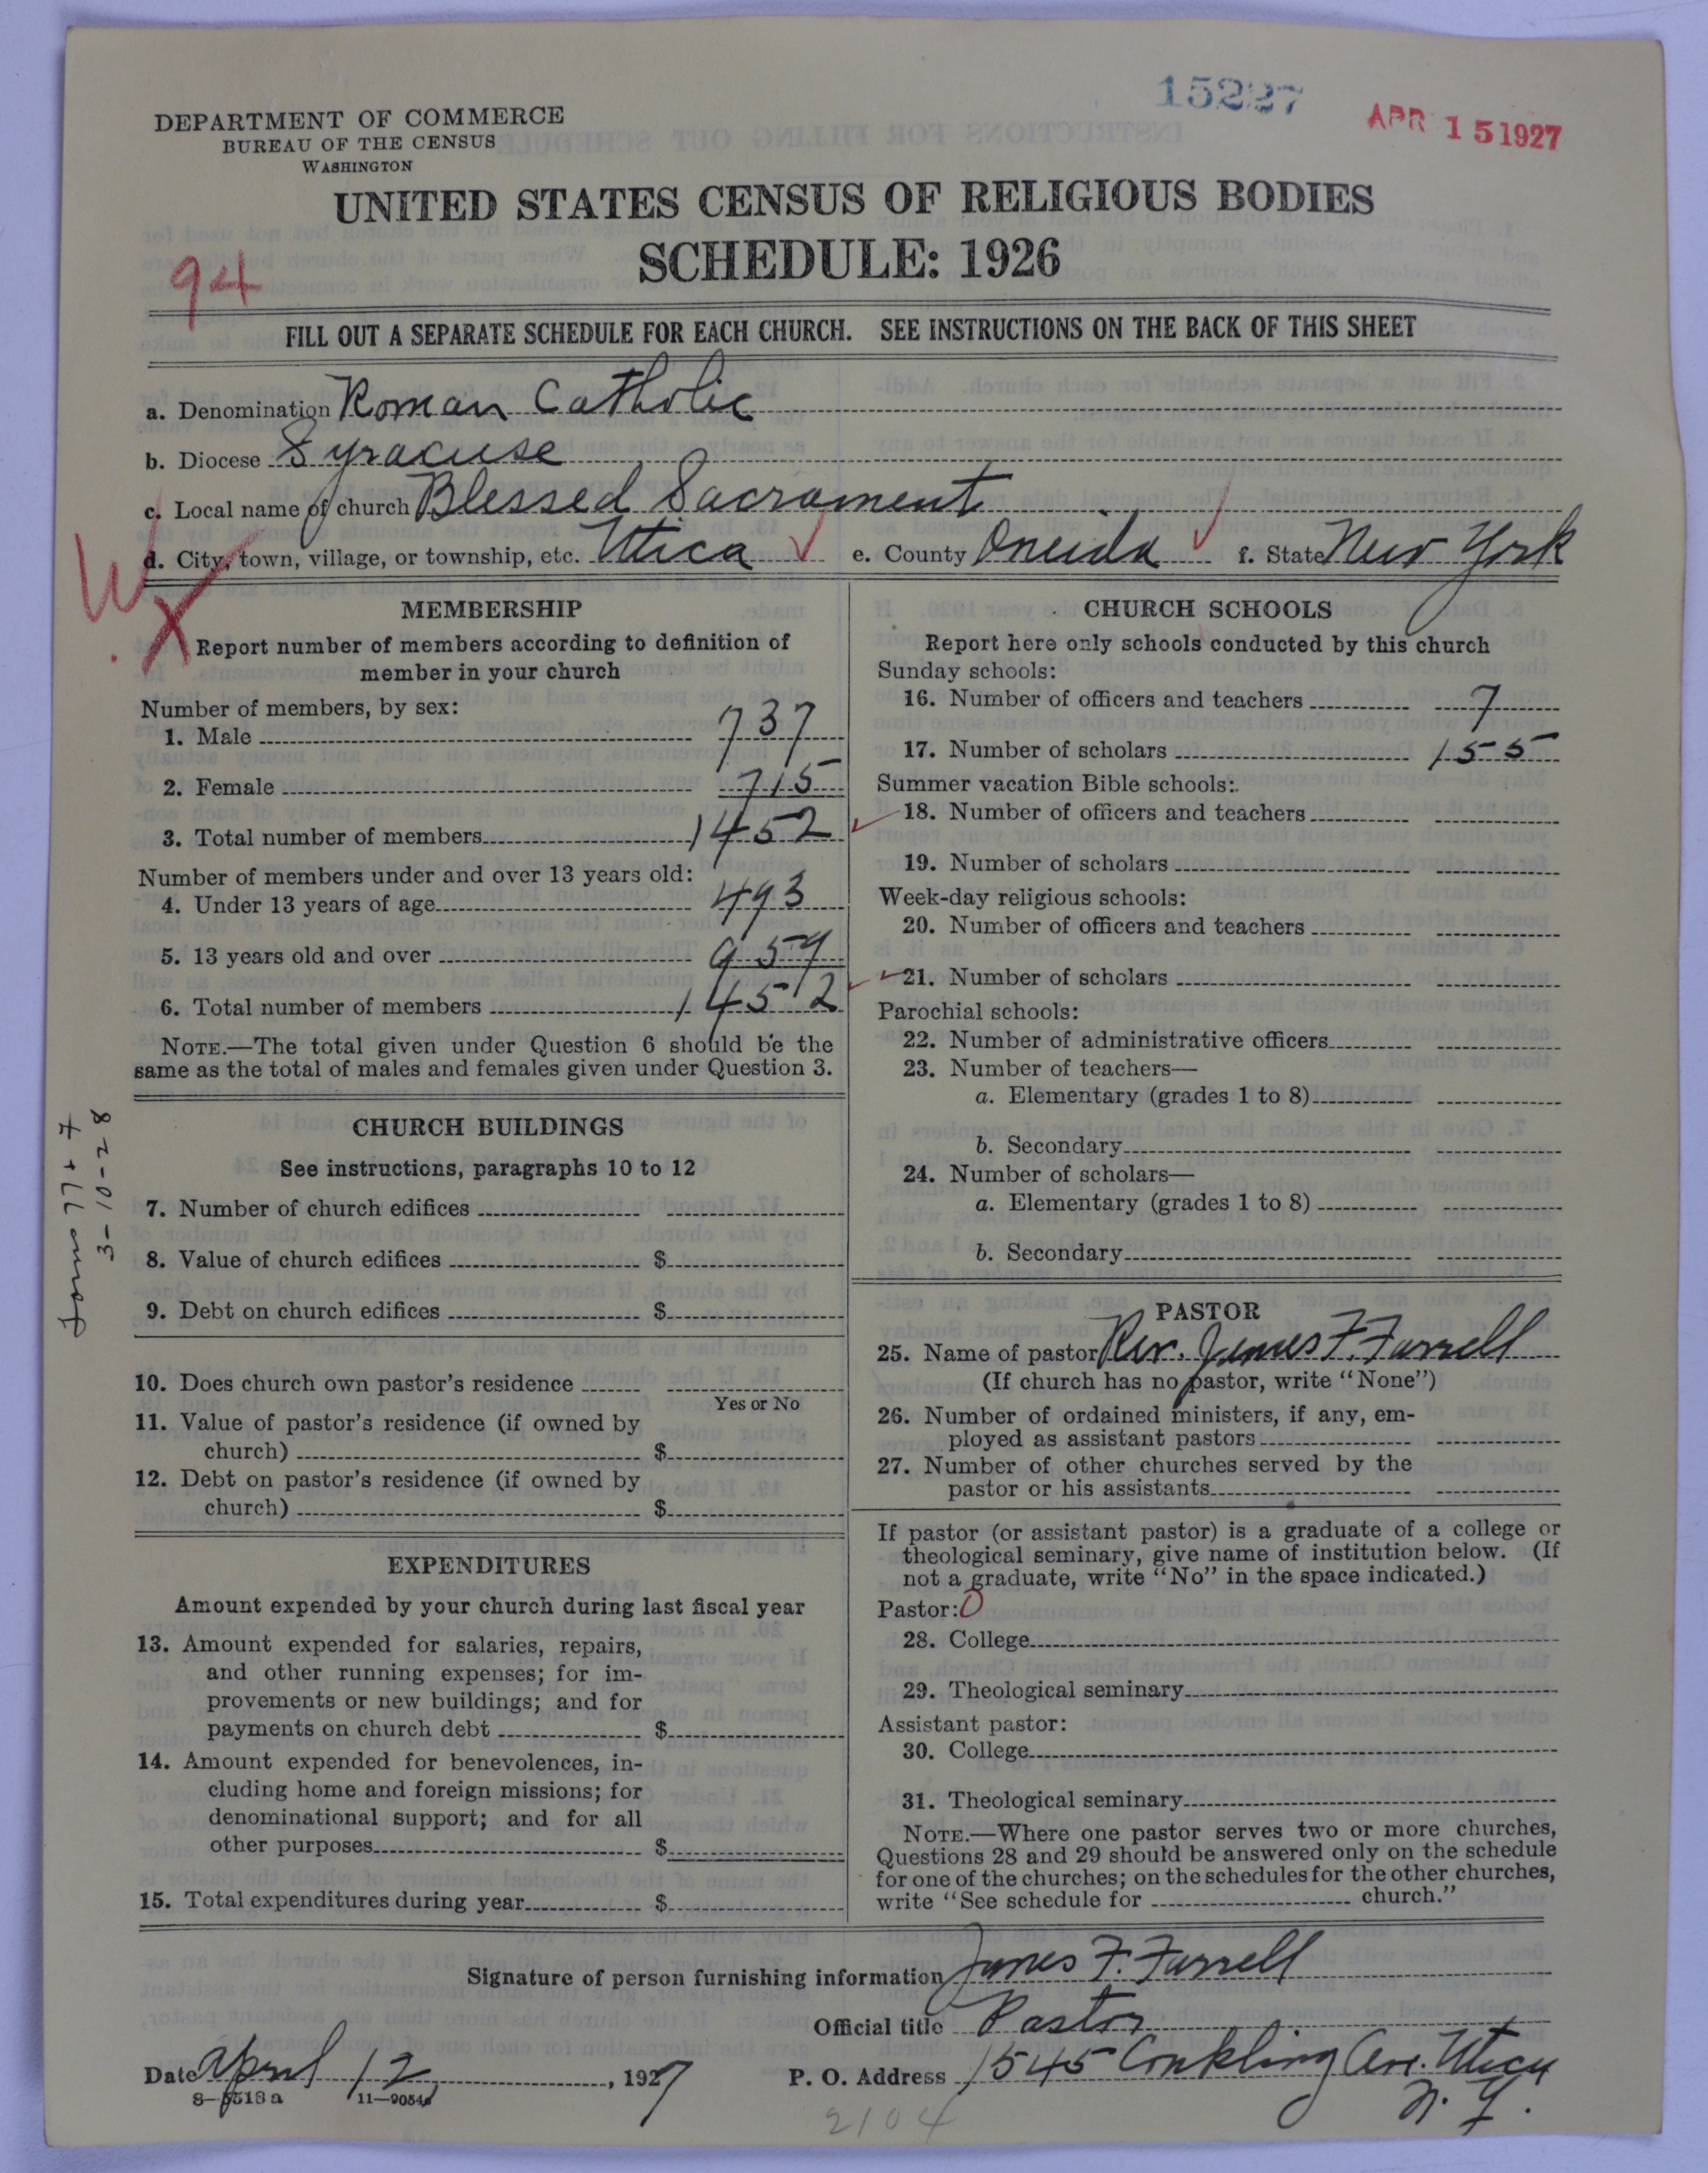 15227
APR 15 1927
DEPARTMENT OF COMMERCE
BUREAU OF THE CENSUS
WASHINGTON
UNITED STATES CENSUS OF RELIGIOUS BODIES
SCHEDULE: 1926
94
FILL OUT A SEPARATE SCHEDULE FOR EACH CHURCH. SEE INSTRUCTIONS ON THE BACK OF THIS SHEET
a. Denomination Roman Catholic
b. Diocese Syracuse
c. Local name of church Blessed Sacrament
d. City, town, village, or township, etc. Utica e. County Oneida f. State New York
W
X
MEMBERSHIP
Report number of members according to definition of
member in your church
Number of members, by sex:
1. Male 737
2. Female 715
3. Total number of members 1452
Number of members under and over 13 years old:
4. Under 13 years of age 493
5. 13 years old and over 959
6. Total number of members 1452
NOTE.—The total given under Question 6 should be the
same as the total of males and females given under Question 3.
CHURCH BUILDINGS
See instructions, paragraphs 10 to 12
7. Number of church edifices
8. Value of church edifices $
9. Debt on church edifices $
10. Does church own pastor's residence
Yes or No
11. Value of pastor's residence (if owned by
church) $
12. Debt on pastor's residence (if owned by
church) $
EXPENDITURES
Amount expended by your church during last fiscal year
13. Amount expended for salaries, repairs,
and other running expenses; for im-
provements or new buildings; and for
payments on church debt $
14. Amount expended for benevolences, in-
cluding home and foreign missions; for
denominational support; and for all
other purposes $
15. Total expenditures during year $
3-10-28
CHURCH SCHOOLS
Report here only schools conducted by this church
Sunday schools:
16. Number of officers and teachers 7
17. Number of scholars 155
Summer vacation Bible schools:
18. Number of officers and teachers
19. Number of scholars
Week-day religious schools:
20. Number of officers and teachers
21. Number of scholars
Parochial schools:
22. Number of administrative officers
23. Number of teachers—
a. Elementary (grades 1 to 8)
b. Secondary
24. Number of scholars—
a. Elementary (grades 1 to 8)
b. Secondary
PASTOR
25. Name of pastor Rev. James F. Farrell
(If church has no pastor, write "None")
26. Number of ordained ministers, if any, em-
ployed as assistant pastors
27. Number of other churches served by the
pastor or his assistants
If pastor (or assistant pastor) is a graduate of a college or
theological seminary, give name of institution below. (If
not a graduate, write "No" in the space indicated.)
Pastor: 0
28. College
29. Theological seminary
Assistant pastor:
30. College
31. Theological seminary
NOTE.—Where one pastor serves two or more churches,
Questions 28 and 29 should be answered only on the schedule
for one of the churches; on the schedules for the other churches,
write "See schedule for church."
Signature of person furnishing information James F. Farrell
Official title Pastor
Date April 12, 1927 P. O. Address 1545 Conkling Ave. Utica
N. Y.
8—5518 a 11—9054
2104